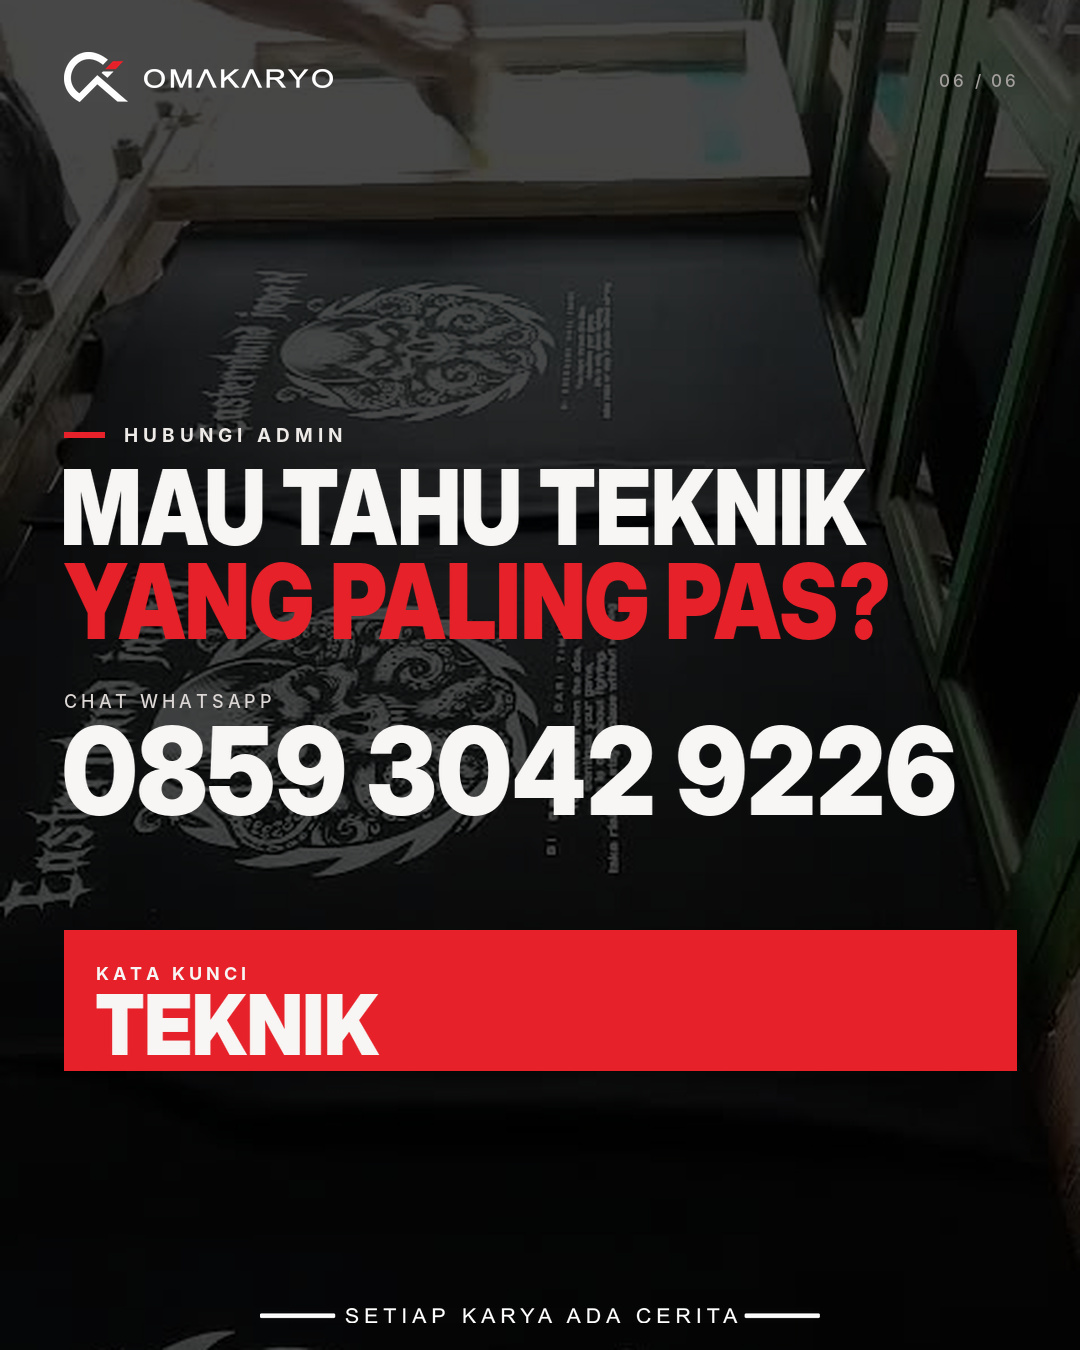 OMAKARYO
06 / 06
HUBUNGI ADMIN
MAU TAHU TEKNIK
YANG PALING PAS?
CHAT WHATSAPP
0859 3042 9226
KATA KUNCI
TEKNIK
SETIAP KARYA ADA CERITA